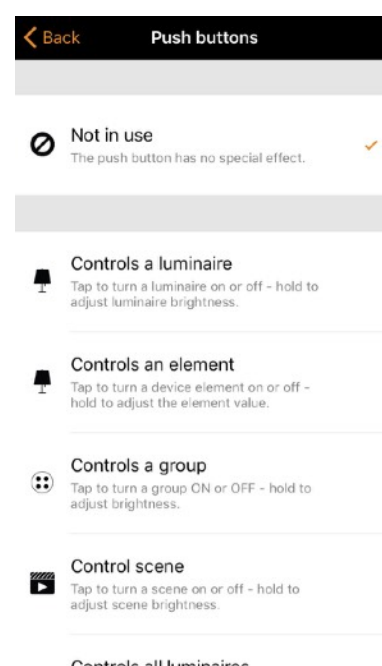 Back
Push buttons
Not in use
The push button has no special effect.
Controls a luminaire
Tap to turn a luminaire on or off - hold to
adjust luminaire brightness.
Controls an element
Tap to turn a device element on or off -
hold to adjust the element value.
Controls a group
Tap to turn a group ON or OFF - hold to
adjust brightness.
Control scene
Tap to turn a scene on or off - hold to
adjust scene brightness.
Controls all luminaires